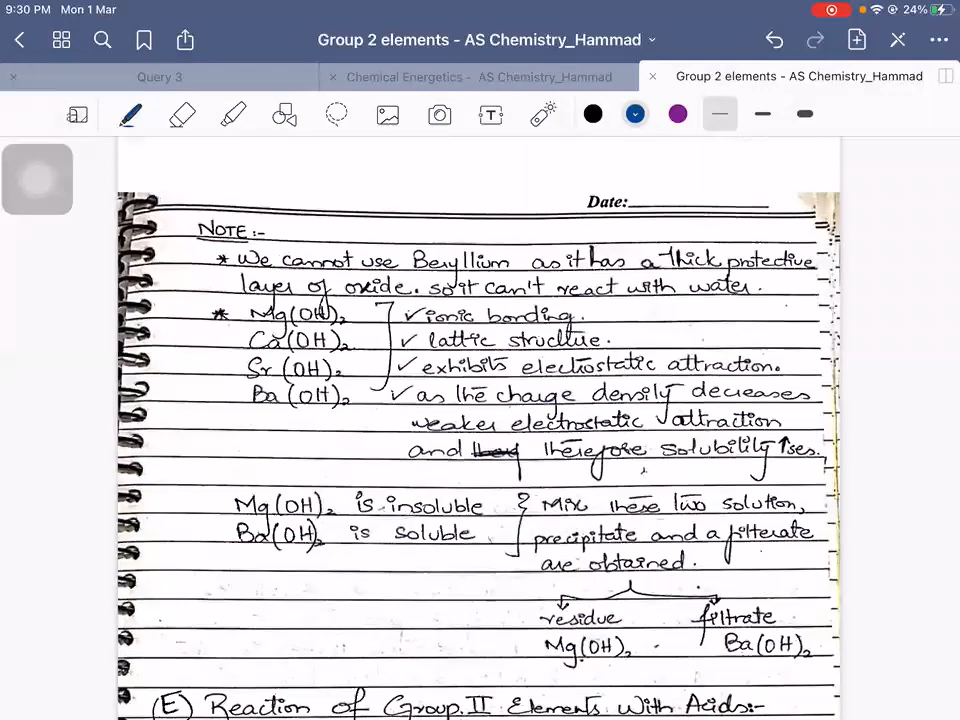 9:30 PM Mon 1 Mar
24%
Group 2 elements - AS Chemistry_Hammad
Query 3
Chemical Energetics - AS Chemistry_Hammad
Group 2 elements - AS Chemistry_Hammad
Date:
NOTE:-
* We cannot use Beryllium as it has a thick protective
layer of oxide. so it can't react with water.
* Mg(OH)₂ ✓ ionic bonding.
Ca(OH)₂ ✓ lattic structure.
Sr(OH)₂ ✓ exhibits electrostatic attraction.
Ba(OH)₂ ✓ as the charge density decreases
weaker electrostatic attraction
and therefore solubility ↑ses.
Mg(OH)₂ is insoluble } Mix these two solution,
Ba(OH)₂ is soluble precipitate and a filterate
are obtained.
residue filtrate
Mg(OH)₂ Ba(OH)₂
(E) Reaction of Group.II Elements With Acids:-